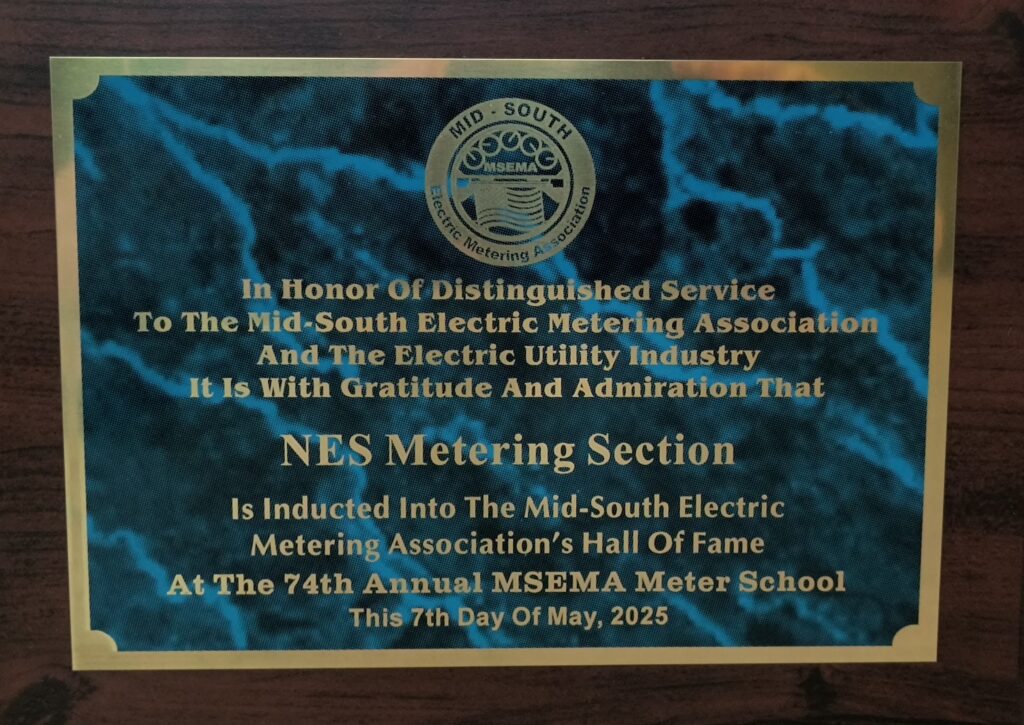 MID - SOUTH
MSEMA
Electric Metering Association
In Honor Of Distinguished Service
To The Mid-South Electric Metering Association
And The Electric Utility Industry
It Is With Gratitude And Admiration That
NES Metering Section
Is Inducted Into The Mid-South Electric
Metering Association's Hall Of Fame
At The 74th Annual MSEMA Meter School
This 7th Day Of May, 2025